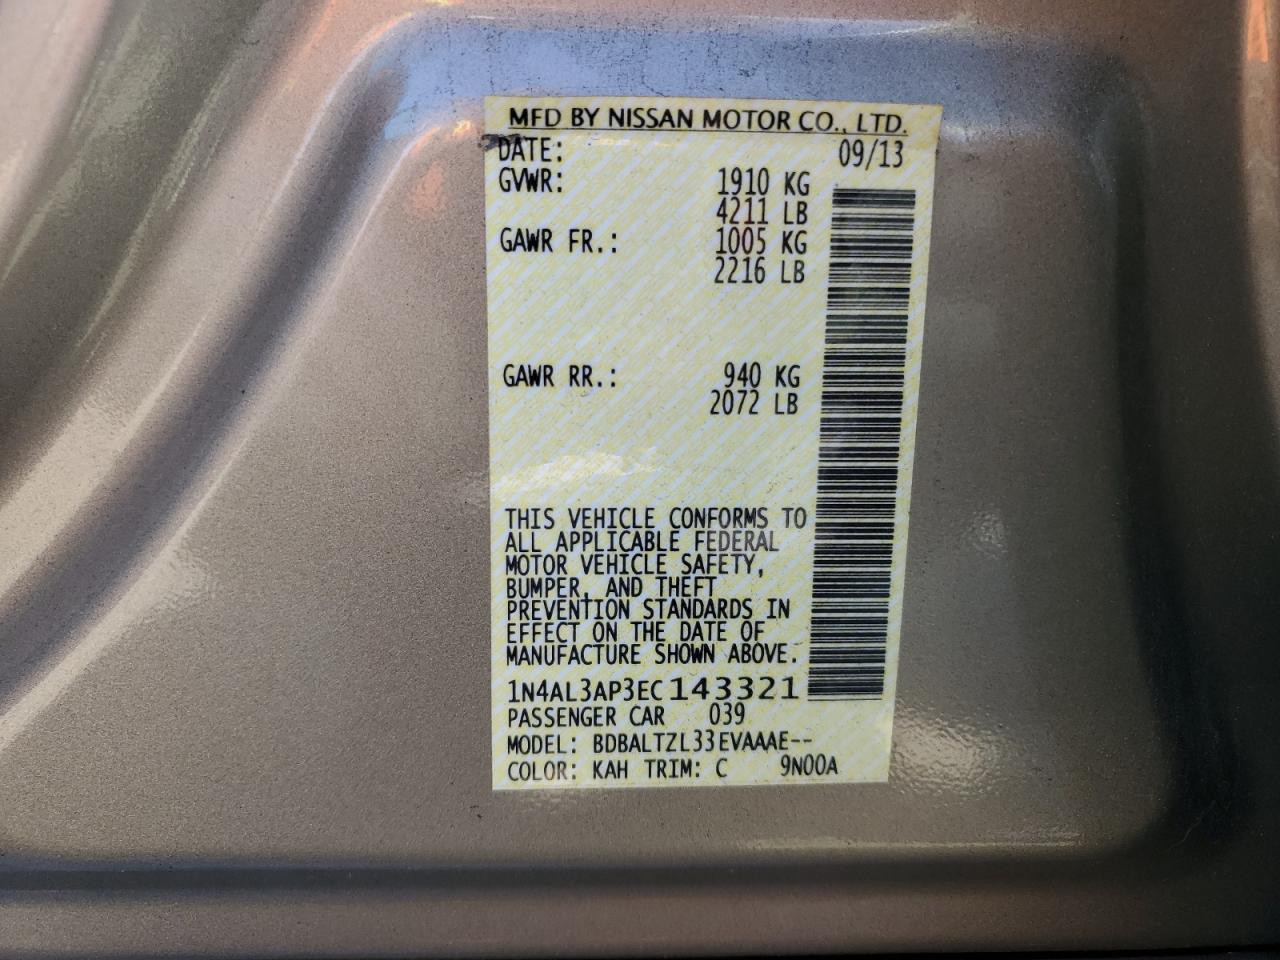 MFD BY NISSAN MOTOR CO., LTD.
DATE: 09/13
GVWR: 1910 KG
4211 LB
GAWR FR.: 1005 KG
2216 LB
GAWR RR.: 940 KG
2072 LB
THIS VEHICLE CONFORMS TO
ALL APPLICABLE FEDERAL
MOTOR VEHICLE SAFETY,
BUMPER, AND THEFT
PREVENTION STANDARDS IN
EFFECT ON THE DATE OF
MANUFACTURE SHOWN ABOVE.
1N4AL3AP3EC143321
PASSENGER CAR 039
MODEL: BDBALTZL33EVAAAE--
COLOR: KAH TRIM: C 9N00A